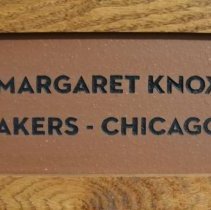 MARGARET KNOX
AKERS - CHICAGO